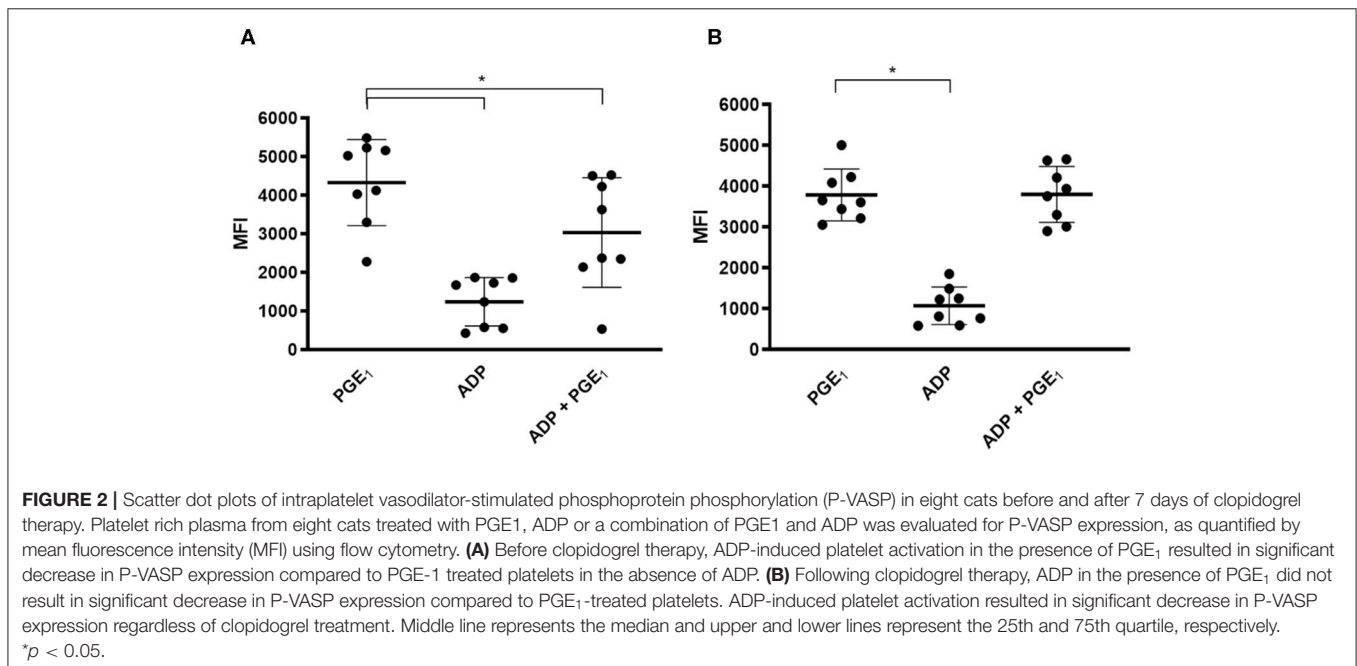 A
B
*
*
6000
5000
4000
3000
2000
1000
0
MFI
PGE₁
ADP
ADP + PGE₁
6000
5000
4000
3000
2000
1000
0
MFI
PGE₁
ADP
ADP + PGE₁
FIGURE 2 | Scatter dot plots of intraplatelet vasodilator-stimulated phosphoprotein phosphorylation (P-VASP) in eight cats before and after 7 days of clopidogrel
therapy. Platelet rich plasma from eight cats treated with PGE1, ADP or a combination of PGE1 and ADP was evaluated for P-VASP expression, as quantified by
mean fluorescence intensity (MFI) using flow cytometry. (A) Before clopidogrel therapy, ADP-induced platelet activation in the presence of PGE₁ resulted in significant
decrease in P-VASP expression compared to PGE-1 treated platelets in the absence of ADP. (B) Following clopidogrel therapy, ADP in the presence of PGE₁ did not
result in significant decrease in P-VASP expression compared to PGE₁-treated platelets. ADP-induced platelet activation resulted in significant decrease in P-VASP
expression regardless of clopidogrel treatment. Middle line represents the median and upper and lower lines represent the 25th and 75th quartile, respectively.
*p < 0.05.